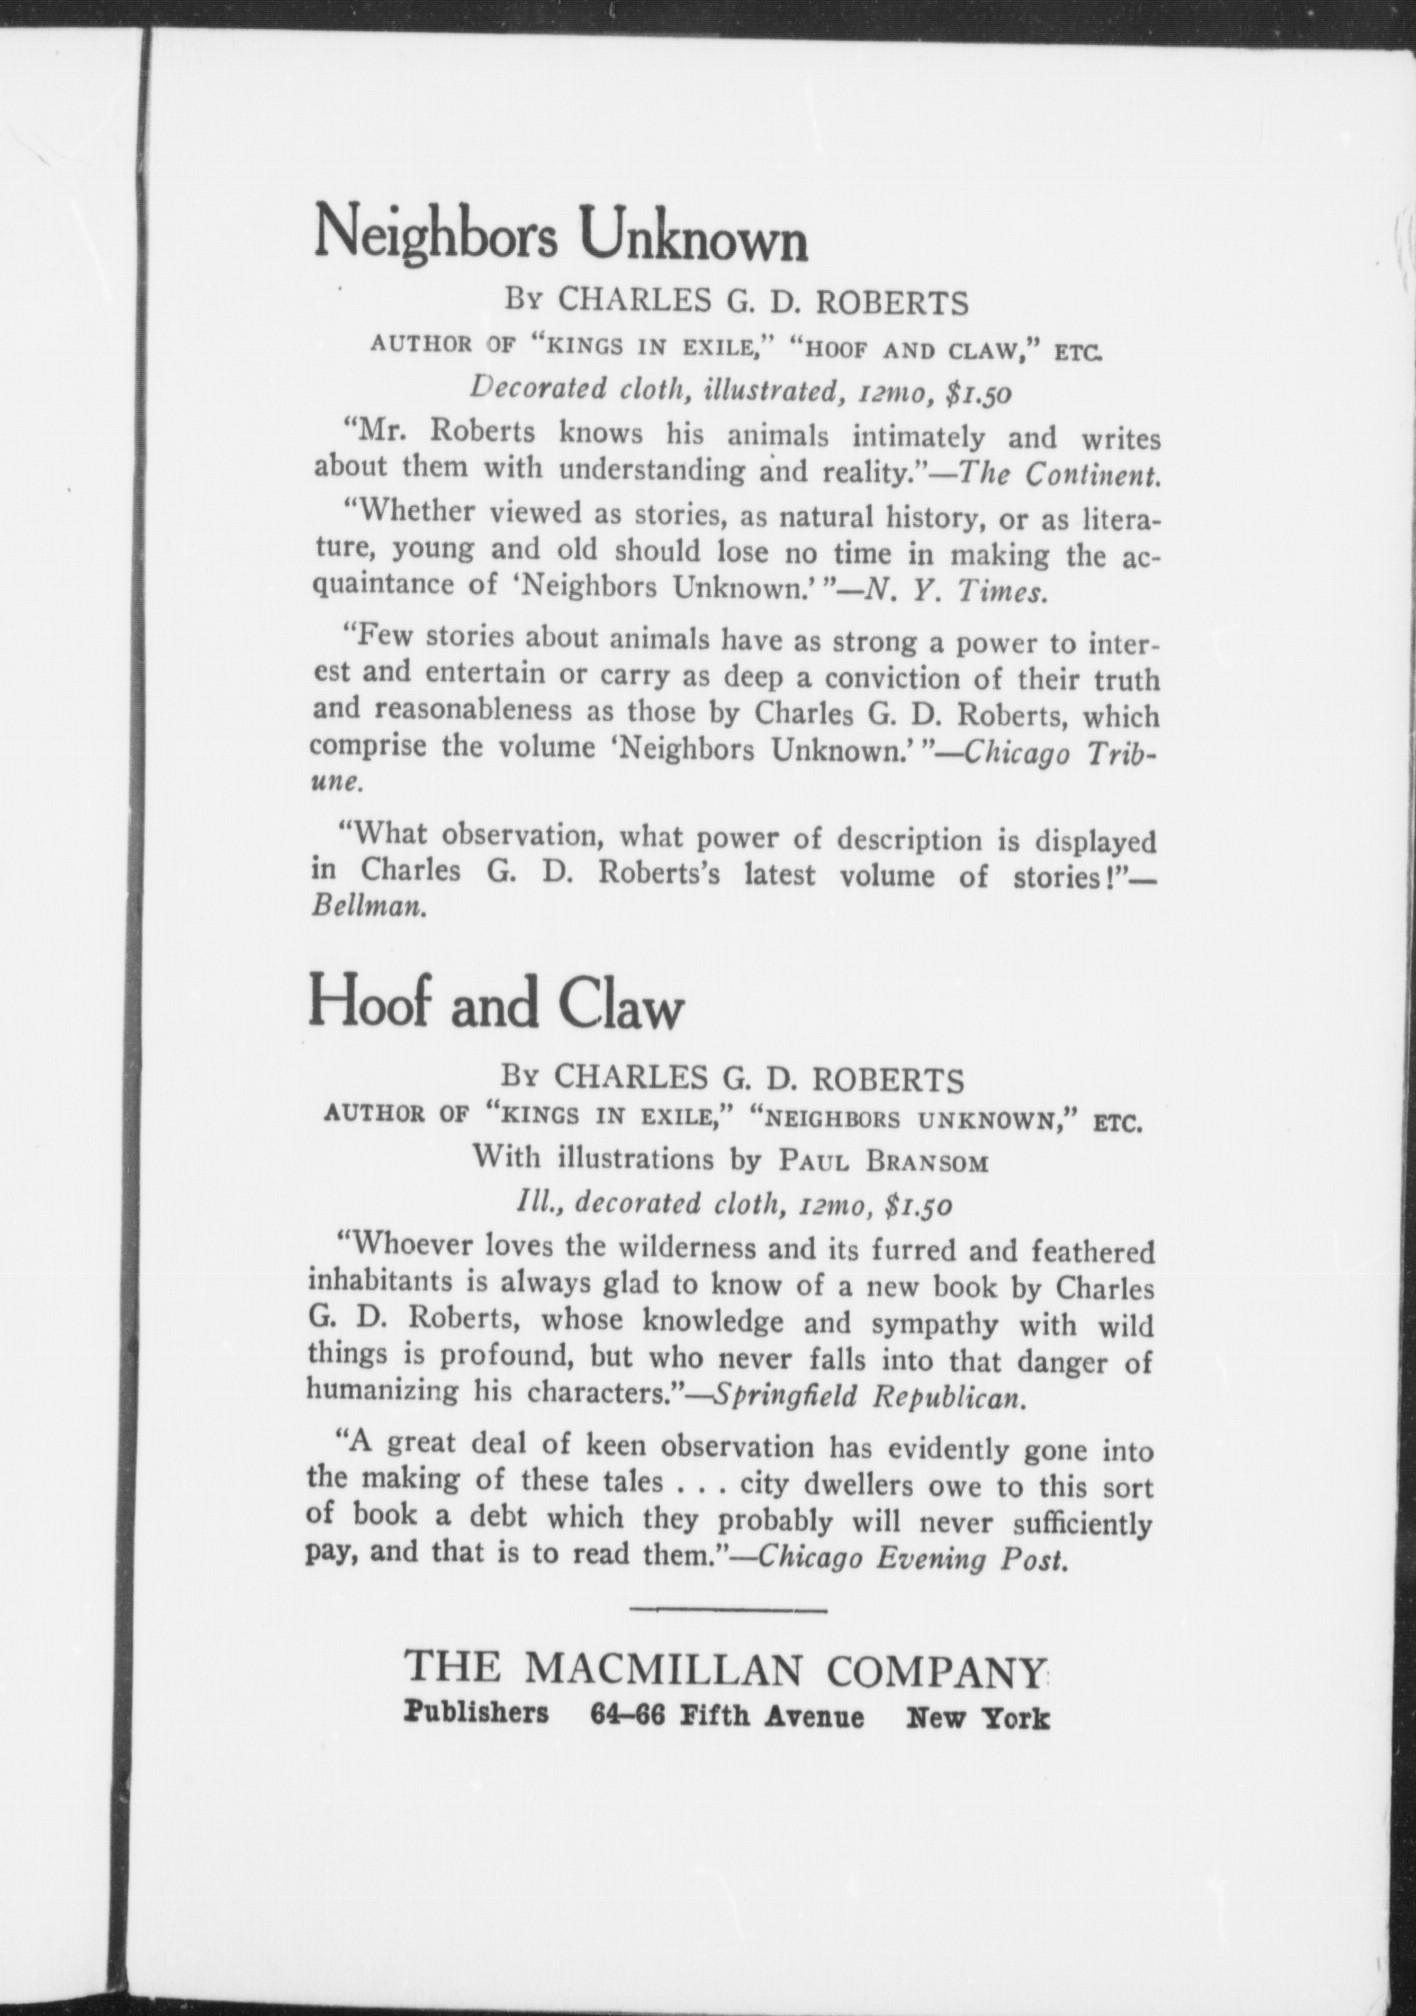 Neighbors Unknown
By CHARLES G. D. ROBERTS
AUTHOR OF “KINGS IN EXILE,” “HOOF AND CLAW,” ETC.
Decorated cloth, illustrated, 12mo, $1.50
“Mr. Roberts knows his animals intimately and writes
about them with understanding and reality.”—The Continent.
“Whether viewed as stories, as natural history, or as litera-
ture, young and old should lose no time in making the ac-
quaintance of ‘Neighbors Unknown.’”—N. Y. Times.
“Few stories about animals have as strong a power to inter-
est and entertain or carry as deep a conviction of their truth
and reasonableness as those by Charles G. D. Roberts, which
comprise the volume ‘Neighbors Unknown.’”—Chicago Trib-
une.
“What observation, what power of description is displayed
in Charles G. D. Roberts’s latest volume of stories!”—
Bellman.
Hoof and Claw
By CHARLES G. D. ROBERTS
AUTHOR OF “KINGS IN EXILE,” “NEIGHBORS UNKNOWN,” ETC.
With illustrations by PAUL BRANSOM
Ill., decorated cloth, 12mo, $1.50
“Whoever loves the wilderness and its furred and feathered
inhabitants is always glad to know of a new book by Charles
G. D. Roberts, whose knowledge and sympathy with wild
things is profound, but who never falls into that danger of
humanizing his characters.”—Springfield Republican.
“A great deal of keen observation has evidently gone into
the making of these tales . . . city dwellers owe to this sort
of book a debt which they probably will never sufficiently
pay, and that is to read them.”—Chicago Evening Post.
THE MACMILLAN COMPANY
Publishers 64–66 Fifth Avenue New York